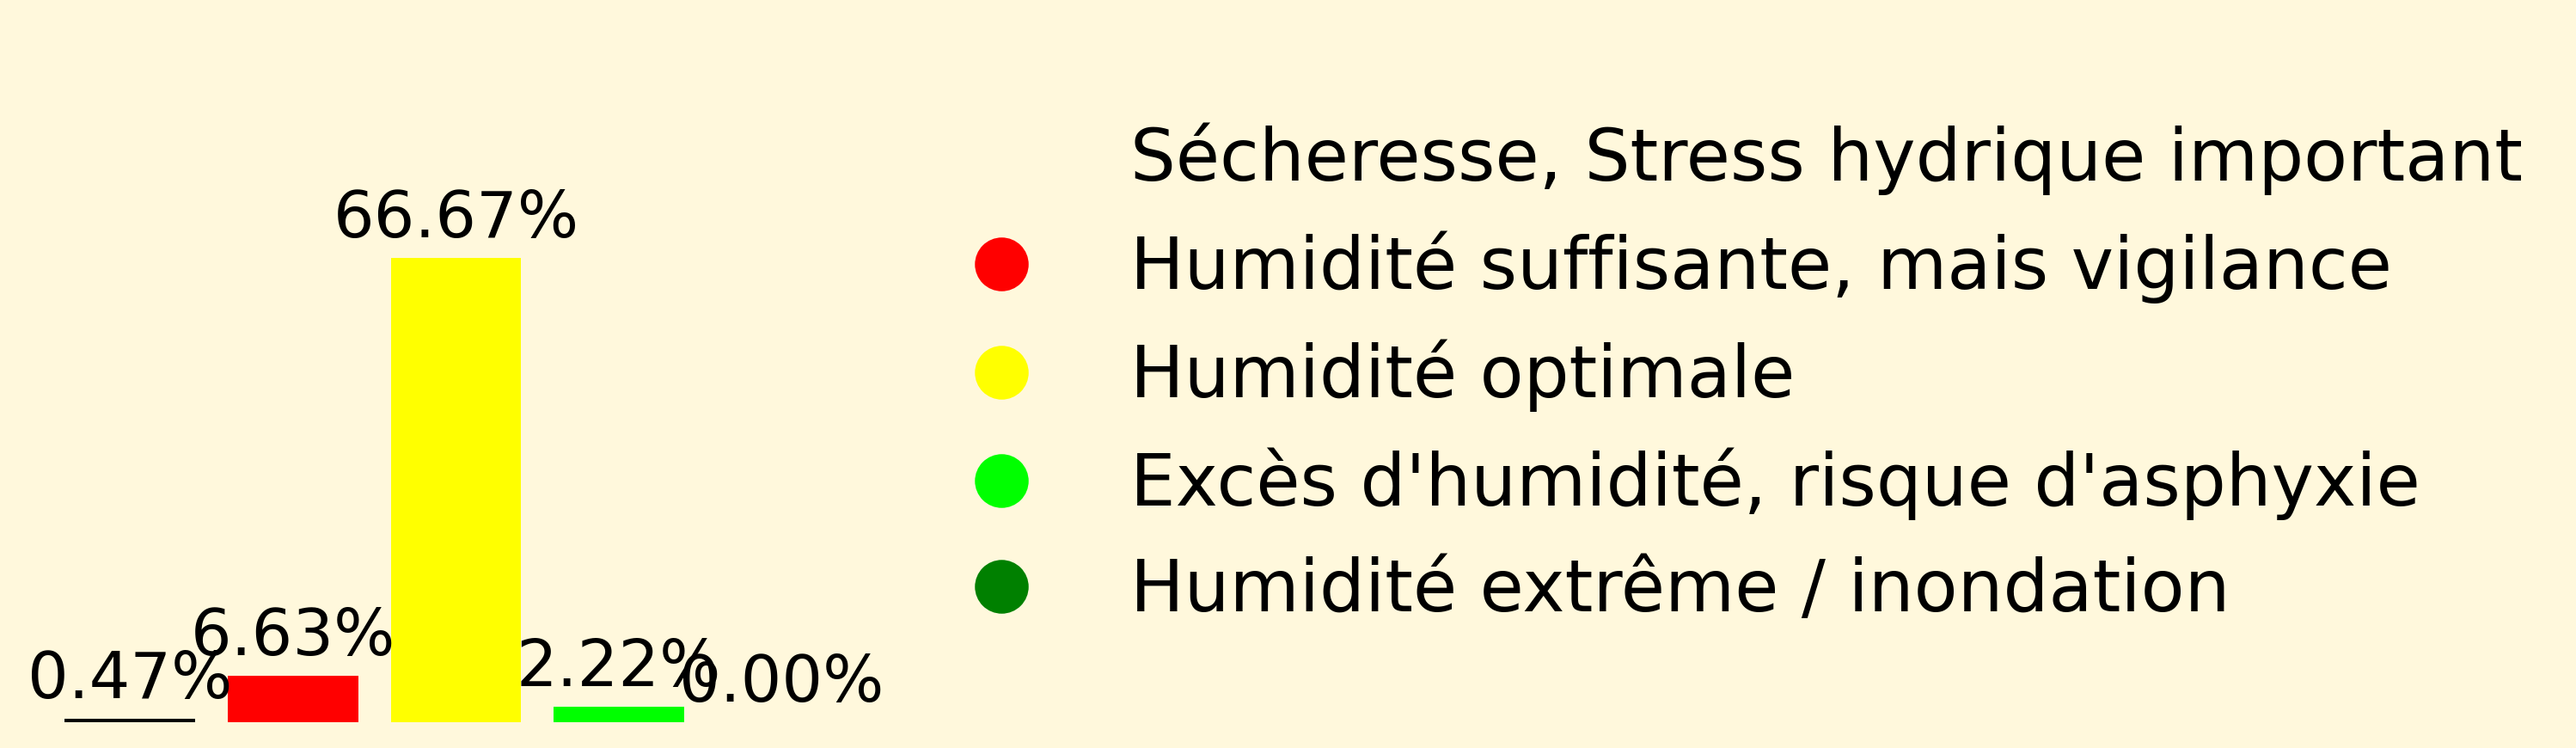 66.67%
6.63%
0.47%
2.22%
0.00%
Sécheresse, Stress hydrique important
Humidité suffisante, mais vigilance
Humidité optimale
Excès d'humidité, risque d'asphyxie
Humidité extrême / inondation